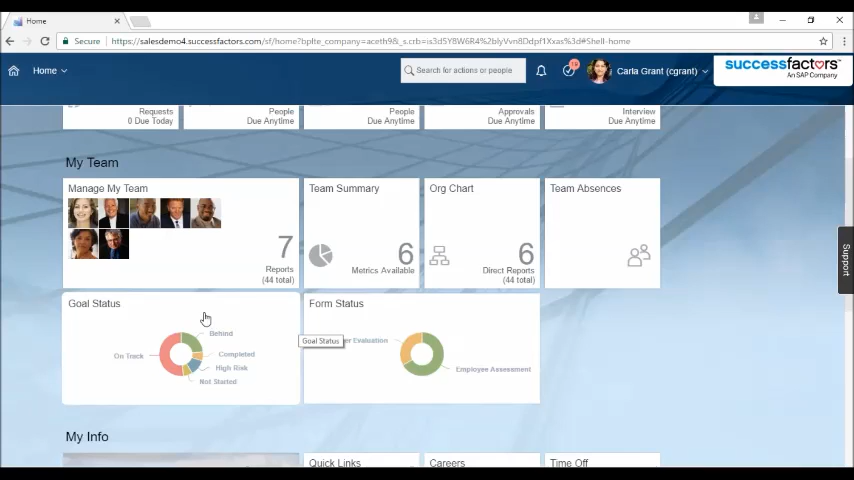 Home
Secure https://salesdemo4.successfactors.com/sf/home?bplte_company=aceth9&_s.crb=is3d5Y8W6R4%2blyVvn8Ddpf1Xxas%3d#Shell-home
Home
Search for actions or people
19
Carla Grant (cgrant)
successfactors™
An SAP Company
Requests
0 Due Today
People
Due Anytime
People
Due Anytime
Approvals
Due Anytime
Interview
Due Anytime
My Team
Manage My Team
7
Reports
(44 total)
Team Summary
6
Metrics Available
Org Chart
6
Direct Reports
(44 total)
Team Absences
Support
Goal Status
Behind
On Track
Completed
High Risk
Not Started
Form Status
Goal Status
er Evaluation
Employee Assessment
My Info
Quick Links
Careers
Time Off